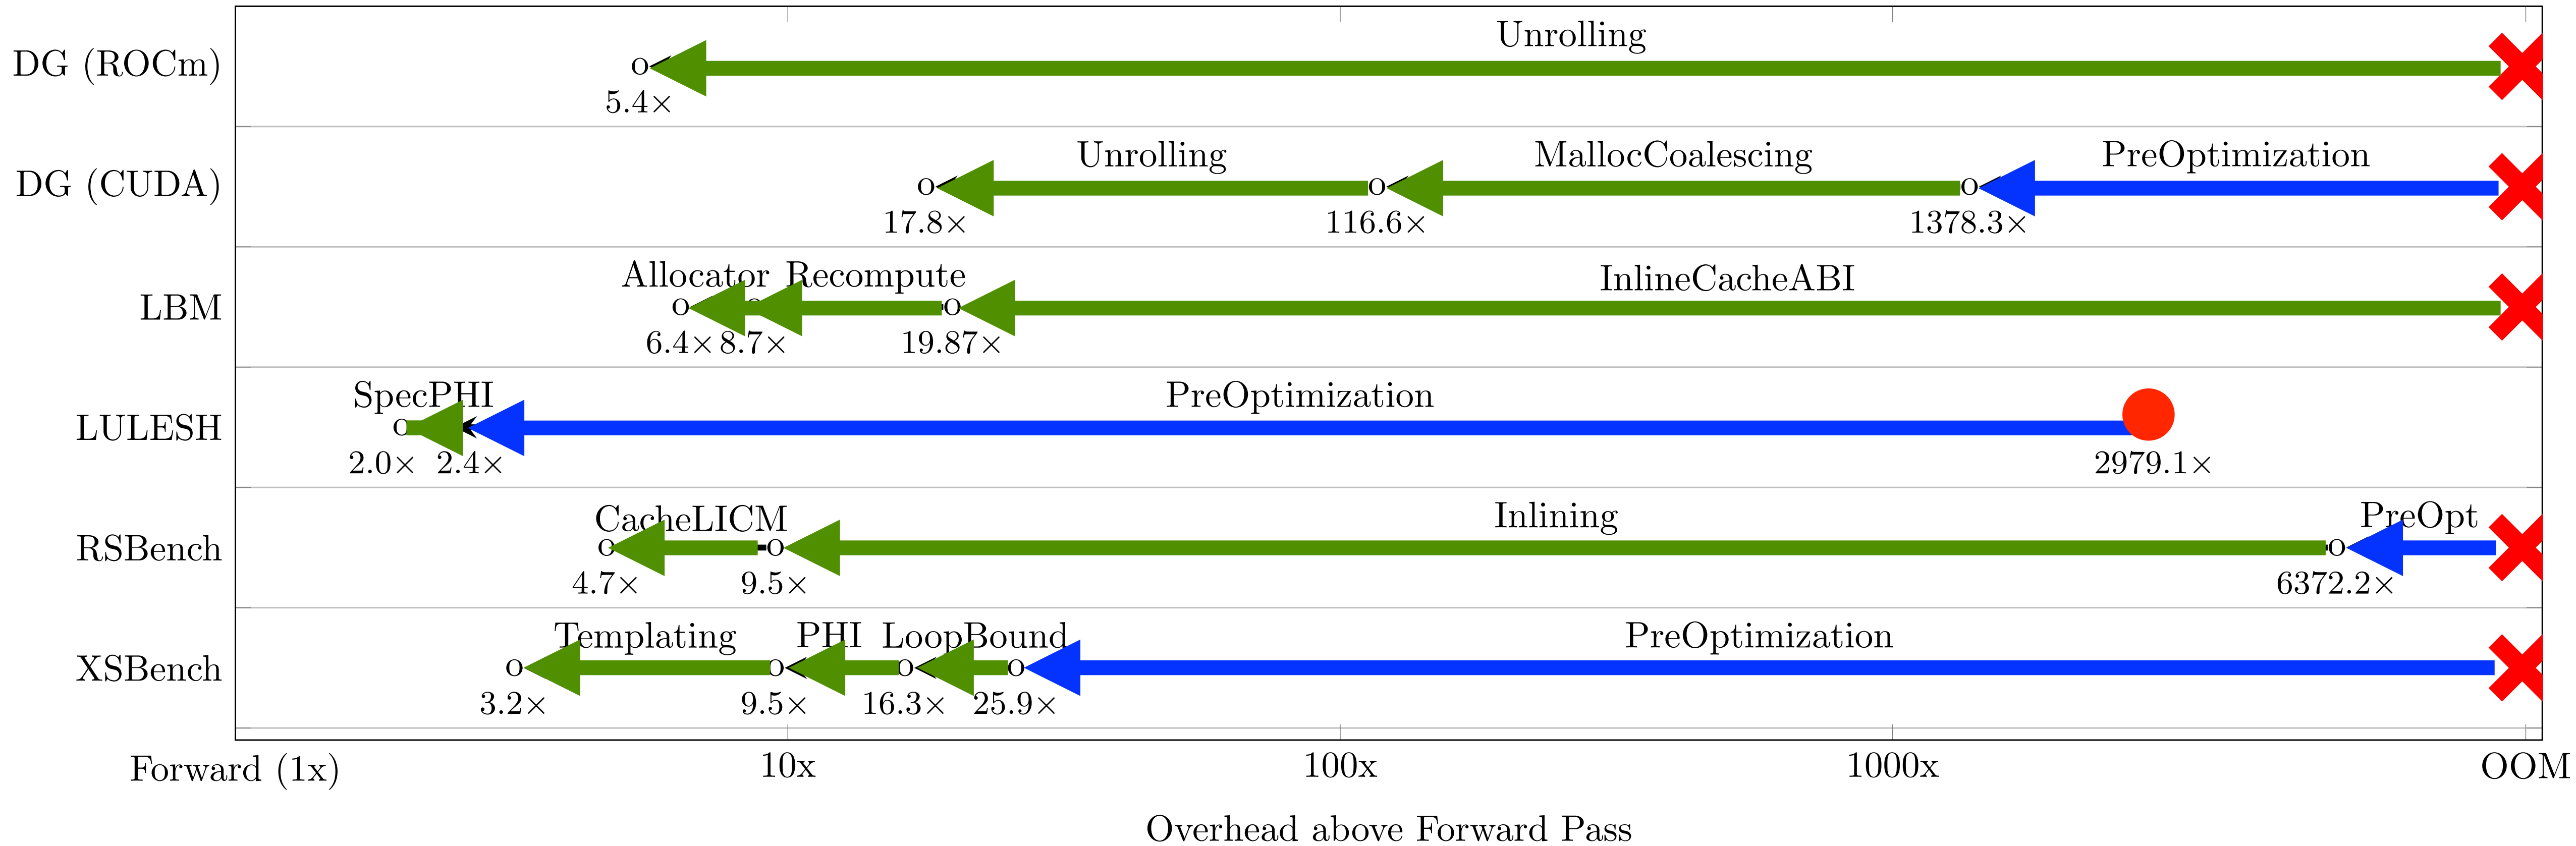 Unrolling
DG (ROCm)
5.4×
Unrolling MallocCoalescing PreOptimization
DG (CUDA)
17.8× 116.6× 1378.3×
Allocator Recompute InlineCacheABI
LBM
6.4× 8.7× 19.87×
SpecPHI PreOptimization
LULESH
2.0× 2.4× 2979.1×
CacheLICM Inlining PreOpt
RSBench
4.7× 9.5× 6372.2×
Templating PHI LoopBound PreOptimization
XSBench
3.2× 9.5× 16.3× 25.9×
Forward (1x) 10x 100x 1000x OOM
Overhead above Forward Pass